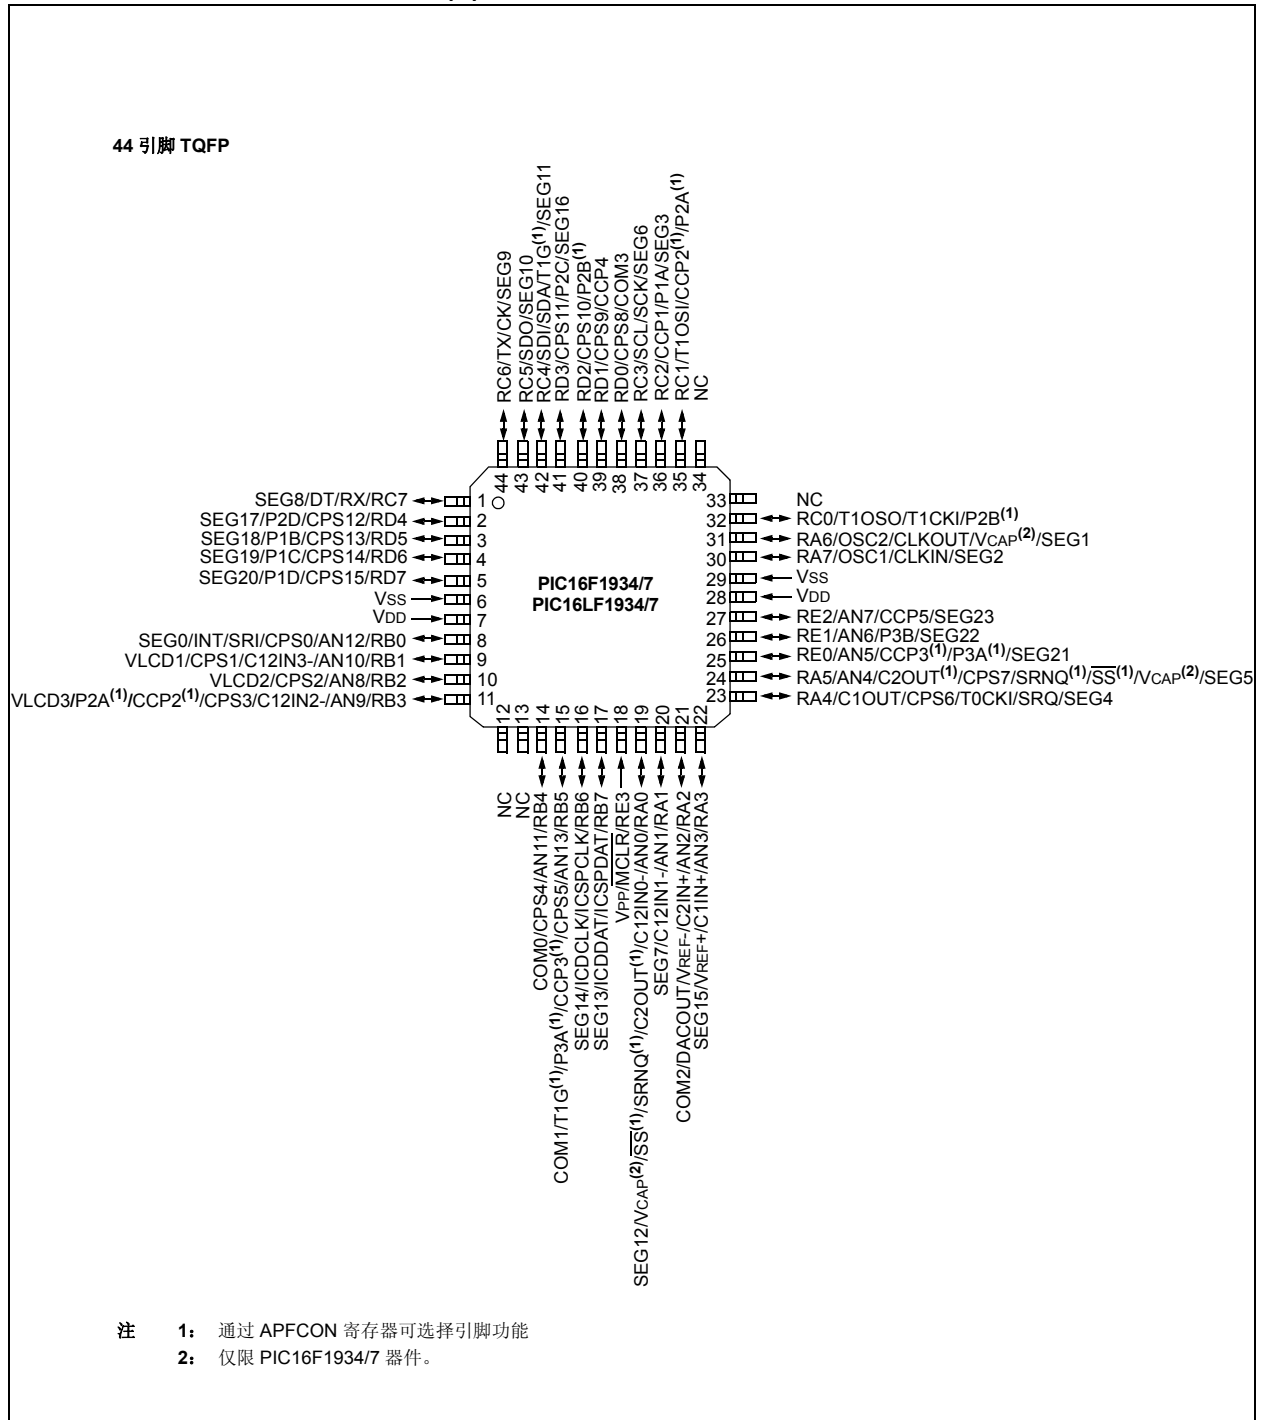 44 引脚 TQFP
RC6/TX/CK/SEG9
RC5/SDO/SEG10
RC4/SDI/SDA/T1G(1)/SEG11
RD3/CPS11/P2C/SEG16
RD2/CPS10/P2B(1)
RD1/CPS9/CCP4
RD0/CPS8/COM3
RC3/SCL/SCK/SEG6
RC2/CCP1/P1A/SEG3
RC1/T1OSI/CCP2(1)/P2A(1)
NC
44
43
42
41
40
39
38
37
36
35
34
SEG8/DT/RX/RC7 1
SEG17/P2D/CPS12/RD4 2
SEG18/P1B/CPS13/RD5 3
SEG19/P1C/CPS14/RD6 4
SEG20/P1D/CPS15/RD7 5
VSS 6
VDD 7
SEG0/INT/SRI/CPS0/AN12/RB0 8
VLCD1/CPS1/C12IN3-/AN10/RB1 9
VLCD2/CPS2/AN8/RB2 10
VLCD3/P2A(1)/CCP2(1)/CPS3/C12IN2-/AN9/RB3 11
PIC16F1934/7
PIC16LF1934/7
33 NC
32 RC0/T1OSO/T1CKI/P2B(1)
31 RA6/OSC2/CLKOUT/VCAP(2)/SEG1
30 RA7/OSC1/CLKIN/SEG2
29 VSS
28 VDD
27 RE2/AN7/CCP5/SEG23
26 RE1/AN6/P3B/SEG22
25 RE0/AN5/CCP3(1)/P3A(1)/SEG21
24 RA5/AN4/C2OUT(1)/CPS7/SRNQ(1)/SS(1)/VCAP(2)/SEG5
23 RA4/C1OUT/CPS6/T0CKI/SRQ/SEG4
12
13
14
15
16
17
18
19
20
21
22
NC
NC
COM0/CPS4/AN11/RB4
COM1/T1G(1)/P3A(1)/CCP3(1)/CPS5/AN13/RB5
SEG14/ICDCLK/ICSPCLK/RB6
SEG13/ICDDAT/ICSPDAT/RB7
VPP/MCLR/RE3
SEG12/VCAP(2)/SS(1)/SRNQ(1)/C2OUT(1)/C12IN0-/AN0/RA0
SEG7/C12IN1-/AN1/RA1
COM2/DACOUT/VREF-/C2IN+/AN2/RA2
SEG15/VREF+/C1IN+/AN3/RA3
注 1： 通过 APFCON 寄存器可选择引脚功能
2： 仅限 PIC16F1934/7 器件。